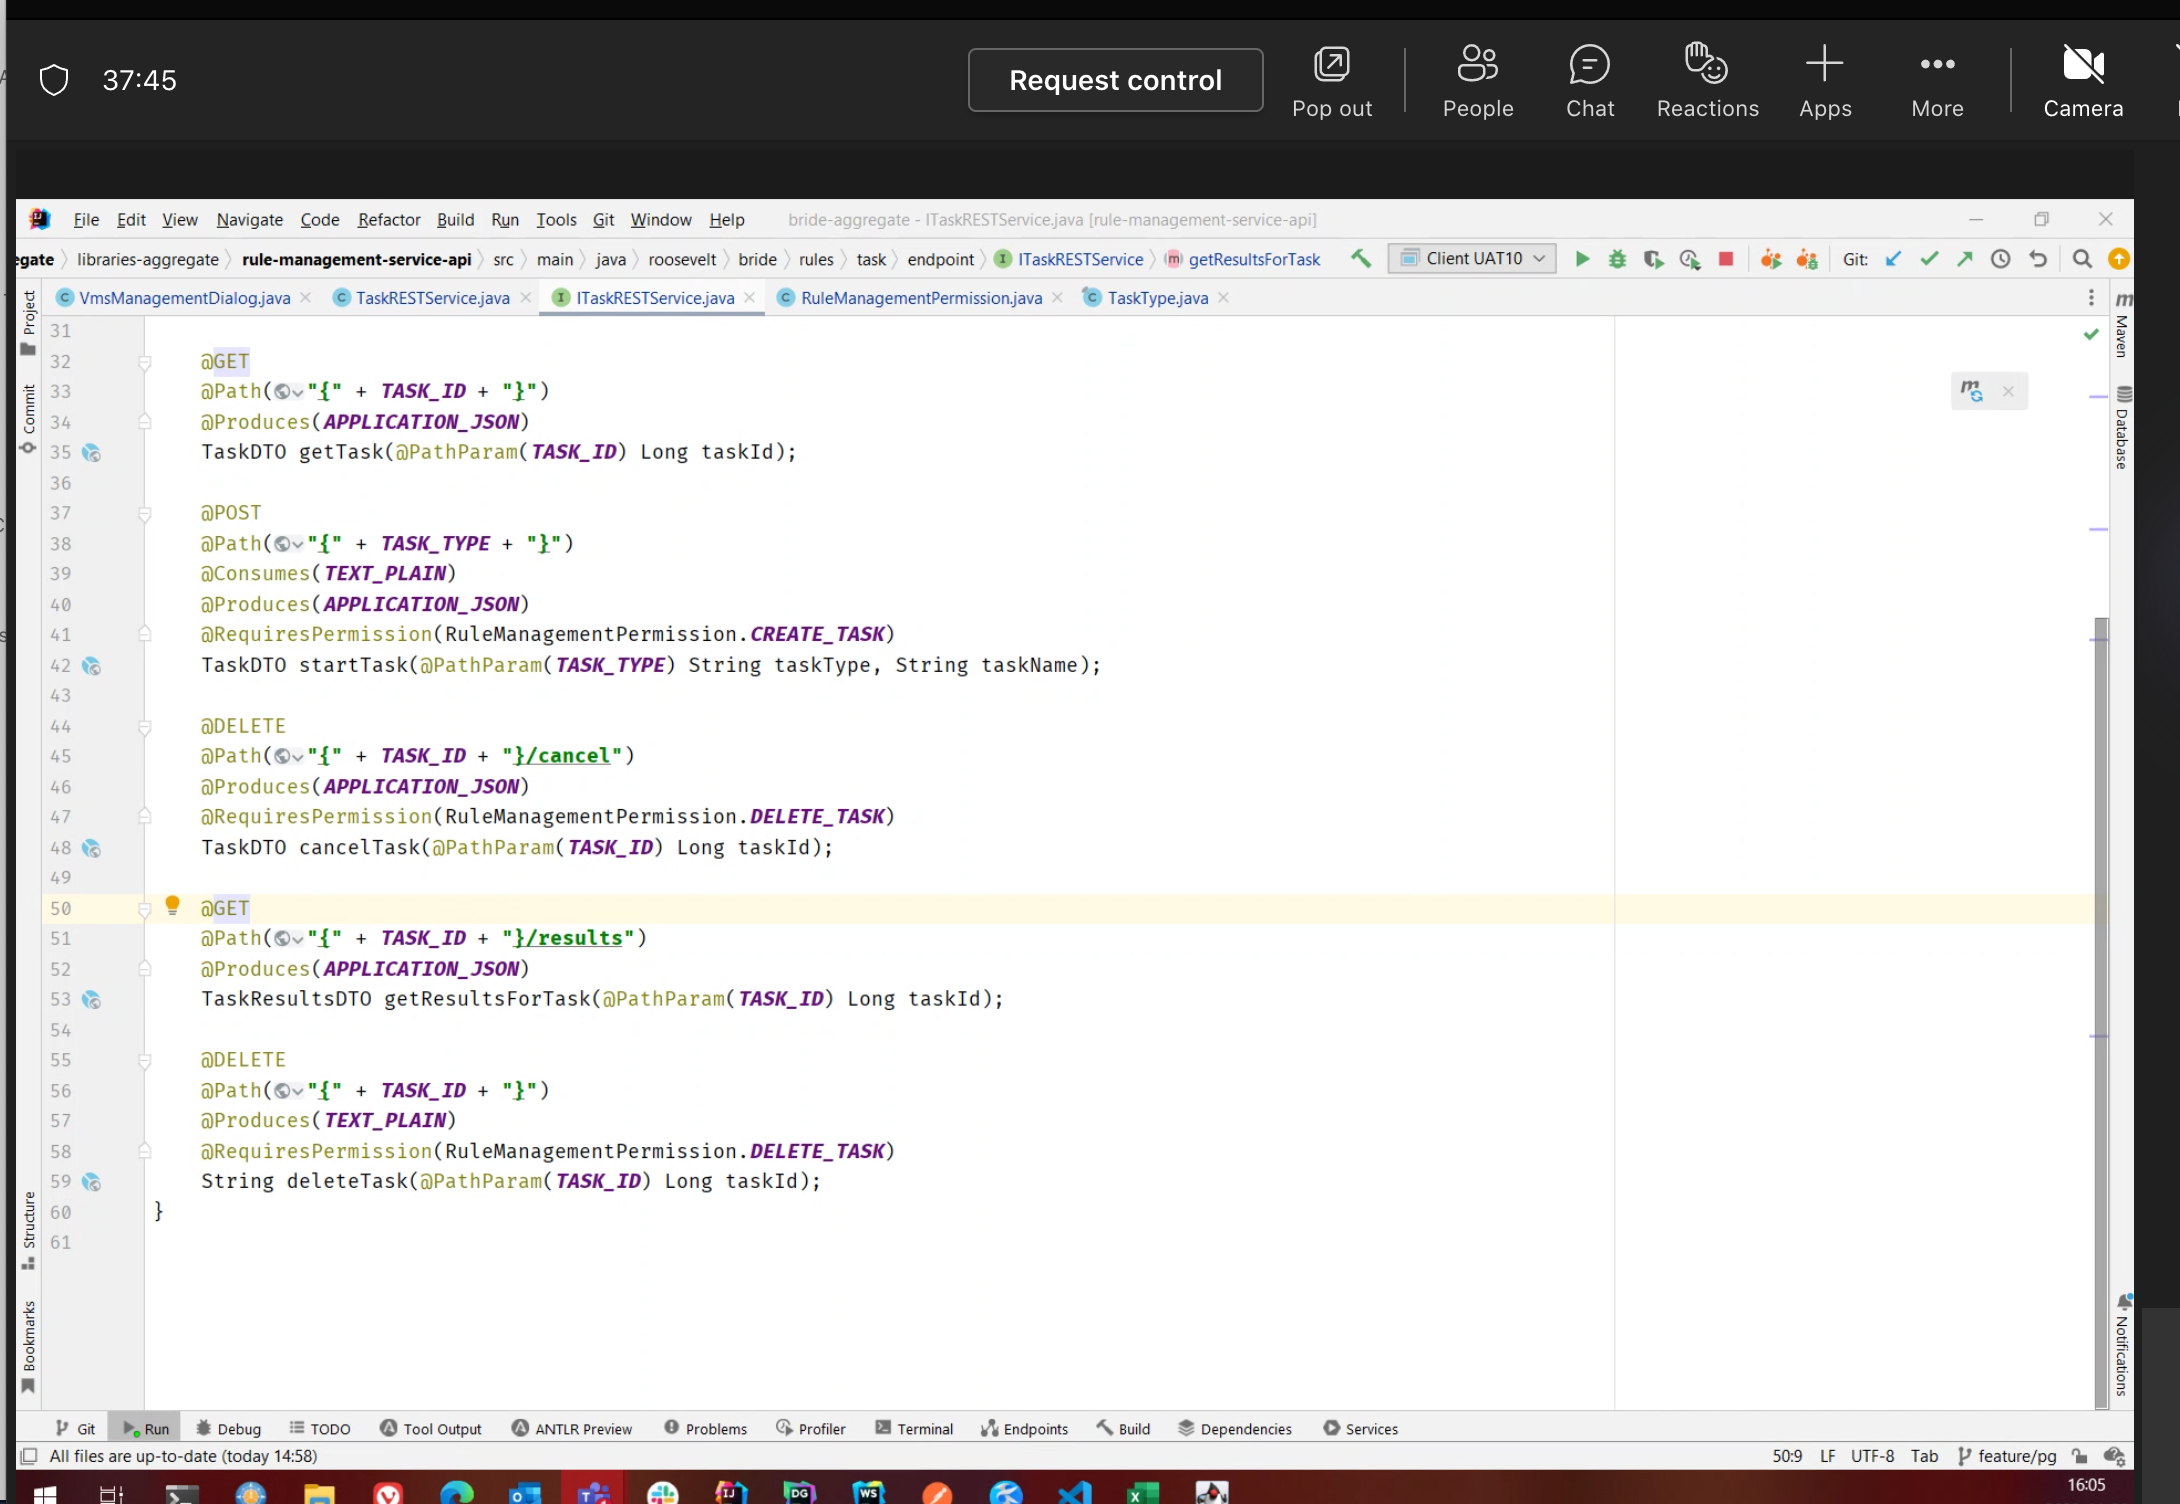 37:45
Request control
Pop out
People
Chat
Reactions
Apps
More
Camera
File Edit View Navigate Code Refactor Build Run Tools Git Window Help bride-aggregate - ITaskRESTService.java [rule-management-service-api]
egate libraries-aggregate rule-management-service-api src main java roosevelt bride rules task endpoint ITaskRESTService getResultsForTask Client UAT10 Git:
VmsManagementDialog.java TaskRESTService.java ITaskRESTService.java RuleManagementPermission.java TaskType.java
Project
Commit
Structure
Bookmarks
Maven
Database
Notifications
31
32 @GET
33 @Path("{" + TASK_ID + "}")
34 @Produces(APPLICATION_JSON)
35 TaskDTO getTask(@PathParam(TASK_ID) Long taskId);
36
37 @POST
38 @Path("{" + TASK_TYPE + "}")
39 @Consumes(TEXT_PLAIN)
40 @Produces(APPLICATION_JSON)
41 @RequiresPermission(RuleManagementPermission.CREATE_TASK)
42 TaskDTO startTask(@PathParam(TASK_TYPE) String taskType, String taskName);
43
44 @DELETE
45 @Path("{" + TASK_ID + "}/cancel")
46 @Produces(APPLICATION_JSON)
47 @RequiresPermission(RuleManagementPermission.DELETE_TASK)
48 TaskDTO cancelTask(@PathParam(TASK_ID) Long taskId);
49
50 @GET
51 @Path("{" + TASK_ID + "}/results")
52 @Produces(APPLICATION_JSON)
53 TaskResultsDTO getResultsForTask(@PathParam(TASK_ID) Long taskId);
54
55 @DELETE
56 @Path("{" + TASK_ID + "}")
57 @Produces(TEXT_PLAIN)
58 @RequiresPermission(RuleManagementPermission.DELETE_TASK)
59 String deleteTask(@PathParam(TASK_ID) Long taskId);
60 }
61
Git Run Debug TODO Tool Output ANTLR Preview Problems Profiler Terminal Endpoints Build Dependencies Services
All files are up-to-date (today 14:58) 50:9 LF UTF-8 Tab feature/pg
16:05